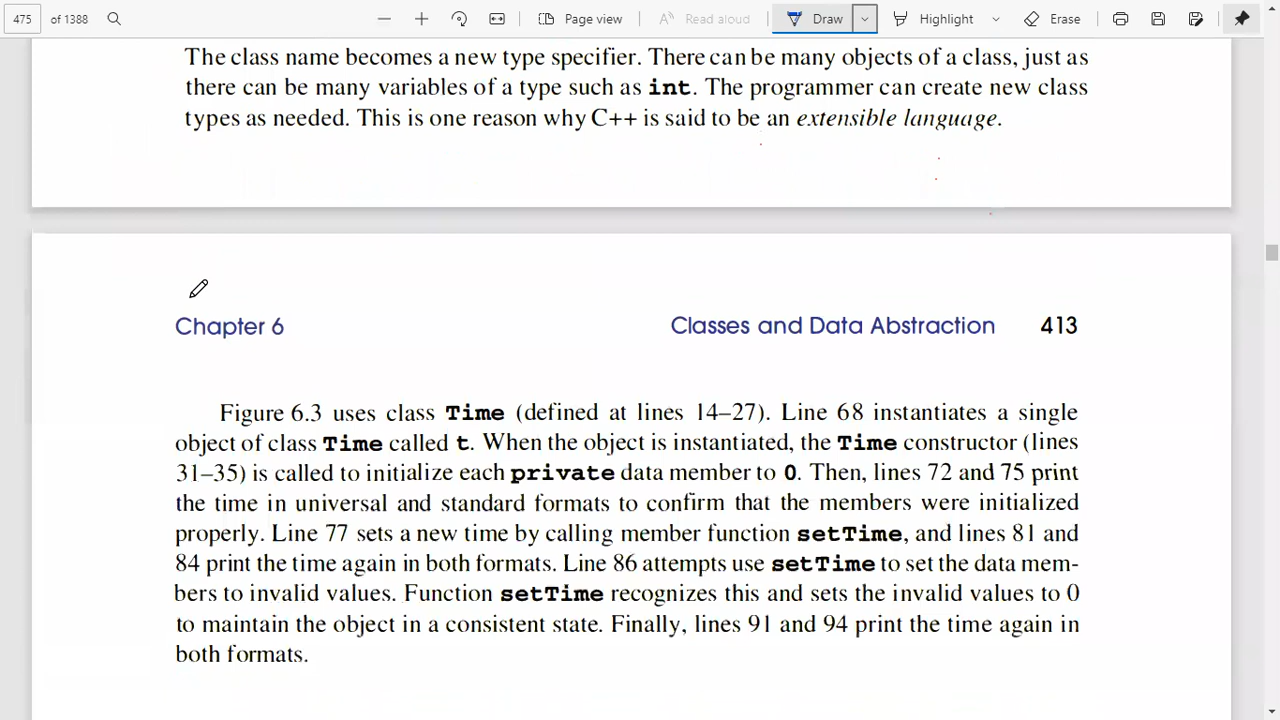 475 of 1388 Page view Read aloud Draw Highlight Erase
The class name becomes a new type specifier. There can be many objects of a class, just as
there can be many variables of a type such as int. The programmer can create new class
types as needed. This is one reason why C++ is said to be an extensible language.
Chapter 6 Classes and Data Abstraction 413
Figure 6.3 uses class Time (defined at lines 14–27). Line 68 instantiates a single
object of class Time called t. When the object is instantiated, the Time constructor (lines
31–35) is called to initialize each private data member to 0. Then, lines 72 and 75 print
the time in universal and standard formats to confirm that the members were initialized
properly. Line 77 sets a new time by calling member function setTime, and lines 81 and
84 print the time again in both formats. Line 86 attempts use setTime to set the data mem-
bers to invalid values. Function setTime recognizes this and sets the invalid values to 0
to maintain the object in a consistent state. Finally, lines 91 and 94 print the time again in
both formats.